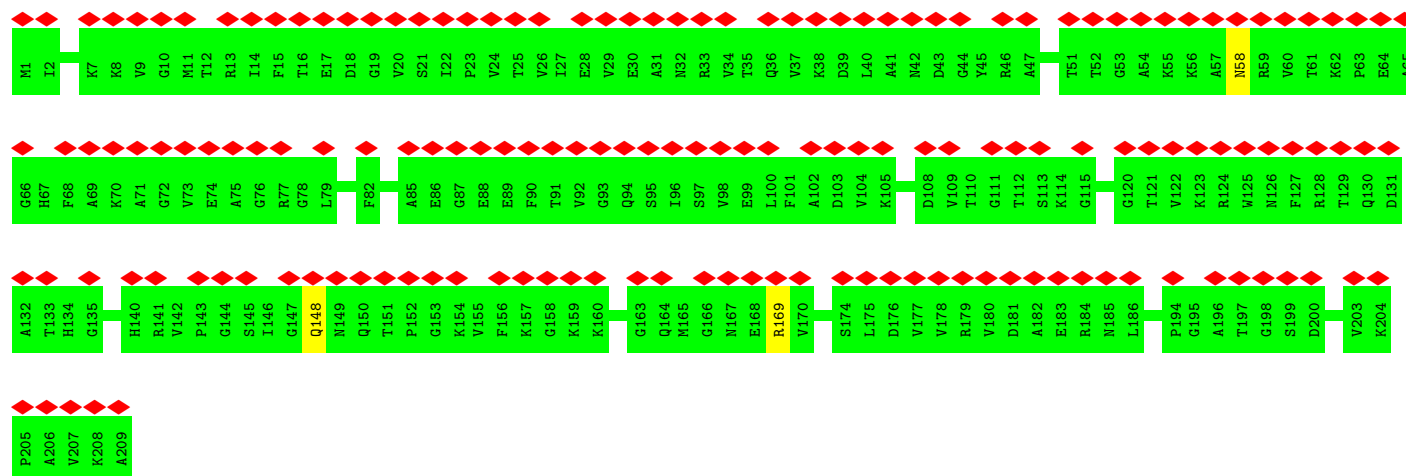 M1 I2 K7 K8 V9 G10 M11 T12 R13 I14 F15 T16 E17 D18 G19 V20 S21 I22 P23 V24 T25 V26 I27 E28 V29 E30 A31 N32 R33 V34 T35 Q36 V37 K38 D39 L40 A41 N42 D43 G44 Y45 R46 A47 T51 T52 G53 A54 K55 K56 A57 N58 R59 V60 T61 K62 P63 E64 A65
G66 H67 F68 A69 K70 A71 G72 V73 E74 A75 G76 R77 G78 L79 F82 A85 E86 G87 E88 E89 F90 T91 V92 G93 Q94 S95 I96 S97 V98 E99 L100 F101 A102 D103 V104 K105 D108 V109 T110 G111 T112 S113 K114 G115 G120 T121 V122 K123 R124 W125 N126 F127 R128 T129 Q130 D131
A132 T133 H134 G135 H140 R141 V142 P143 G144 S145 I146 G147 Q148 N149 Q150 T151 P152 G153 K154 V155 F156 K157 G158 K159 K160 G163 Q164 M165 G166 N167 E168 R169 V170 S174 L175 D176 V177 V178 R179 V180 D181 A182 E183 R184 N185 L186 P194 G195 A196 T197 G198 S199 D200 V203 K204
P205 A206 V207 K208 A209